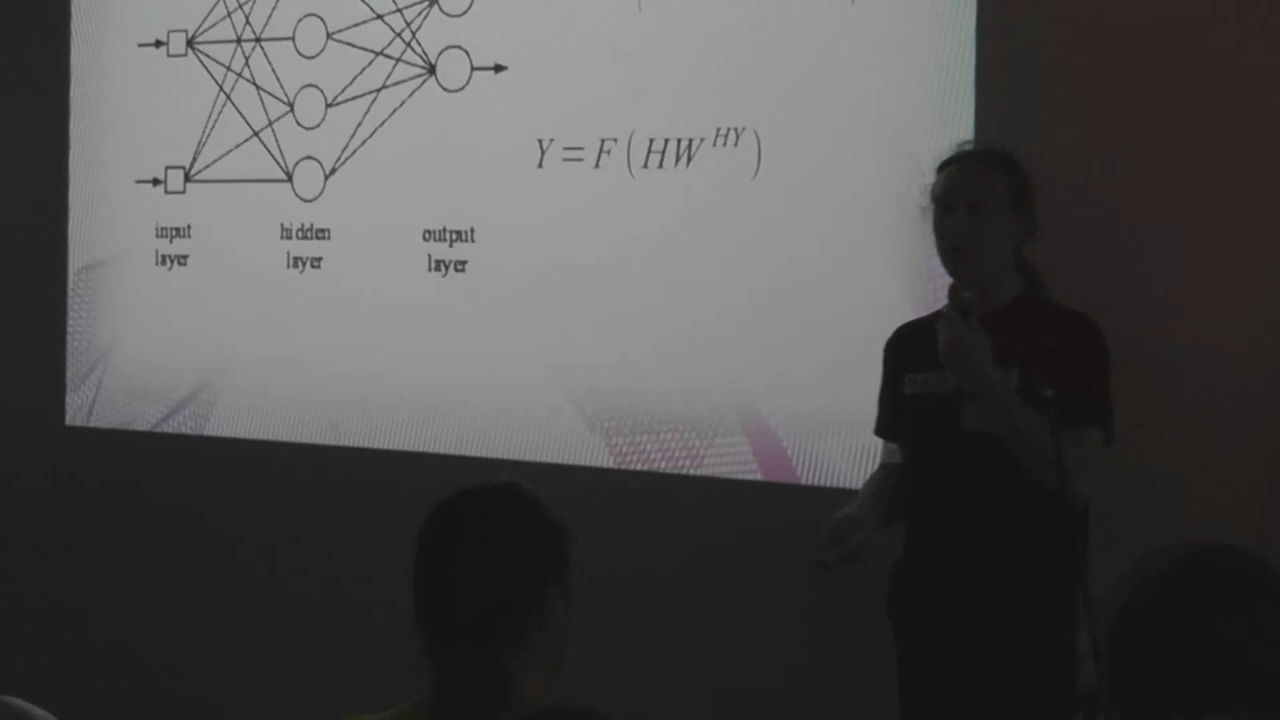 Y = F (HW^{HY})
input hidden output
layer layer layer